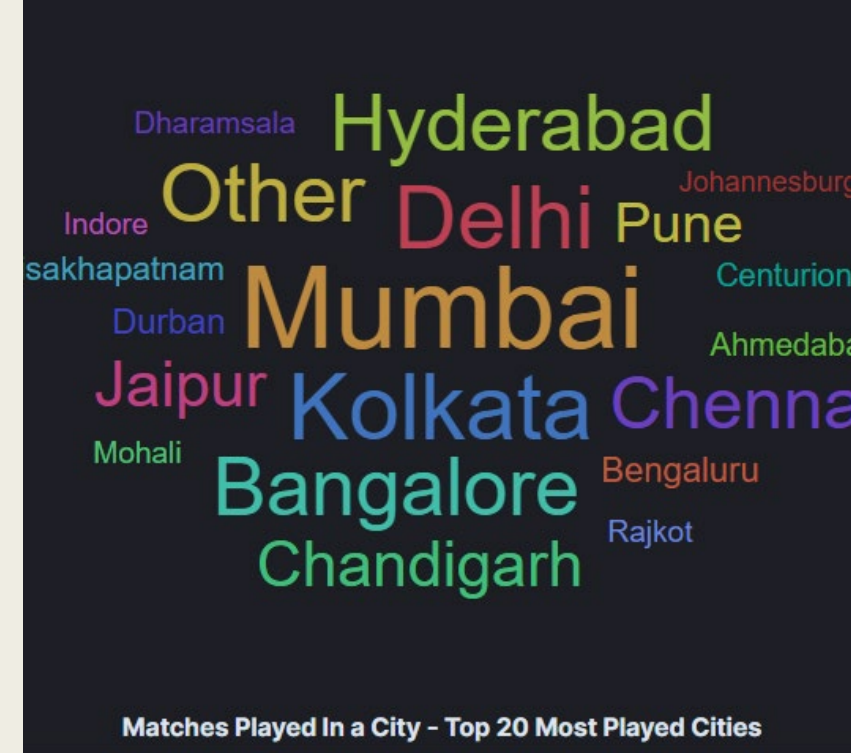 Dharamsala
Hyderabad
Other
Delhi
Johannesburg
Pune
Indore
sakhapatnam
Mumbai
Centurion
Durban
Ahmedaba
Jaipur
Kolkata
Chenna
Mohali
Bangalore
Bengaluru
Rajkot
Chandigarh
Matches Played In a City - Top 20 Most Played Cities